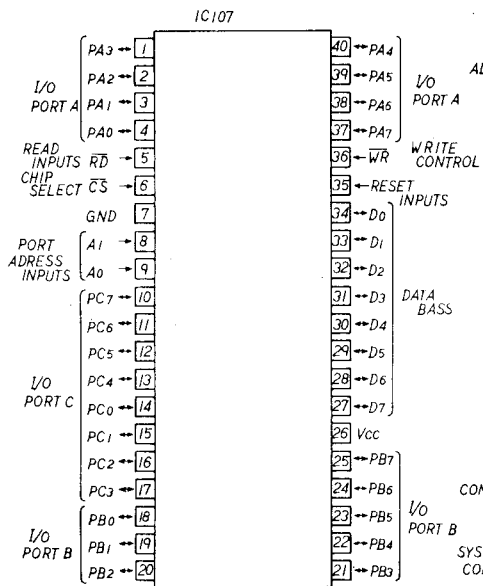 IC107
PA3 1
PA2 2
PA1 3
PA0 4
I/O
PORT A
READ
INPUTS RD 5
CHIP
SELECT CS 6
GND 7
PORT
ADRESS
INPUTS
A1 8
A0 9
PC7 10
PC6 11
PC5 12
PC4 13
PC0 14
PC1 15
PC2 16
PC3 17
I/O
PORT C
PB0 18
PB1 19
PB2 20
I/O
PORT B
40 PA4
39 PA5
38 PA6
37 PA7
I/O
PORT A
36 WR WRITE
CONTROL
35 RESET
INPUTS
34 D0
33 D1
32 D2
31 D3
30 D4
29 D5
28 D6
27 D7
DATA
BASS
26 VCC
25 PB7
24 PB6
23 PB5
22 PB4
21 PB3
I/O
PORT B
CON
SYS
CO